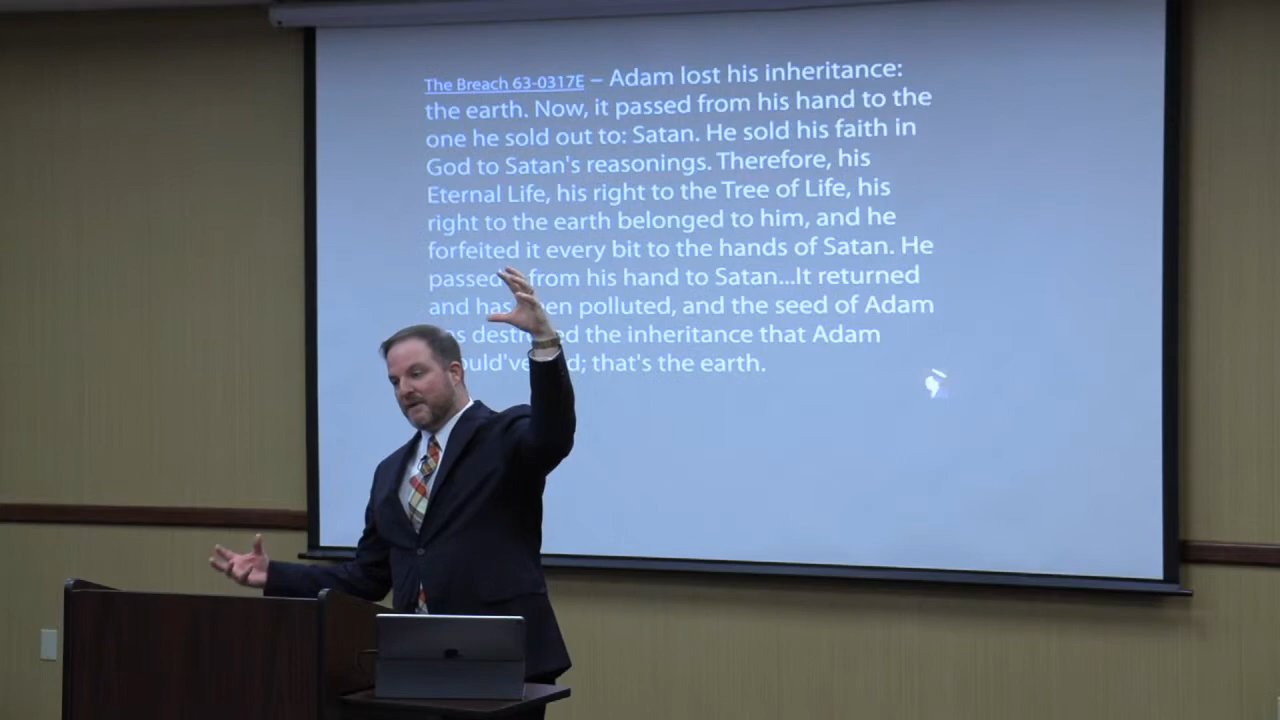 The Breach 63-0317E – Adam lost his inheritance:
the earth. Now, it passed from his hand to the
one he sold out to: Satan. He sold his faith in
God to Satan's reasonings. Therefore, his
Eternal Life, his right to the Tree of Life, his
right to the earth belonged to him, and he
forfeited it every bit to the hands of Satan. He
passed from his hand to Satan...It returned
and has polluted, and the seed of Adam
the inheritance that Adam
that's the earth.